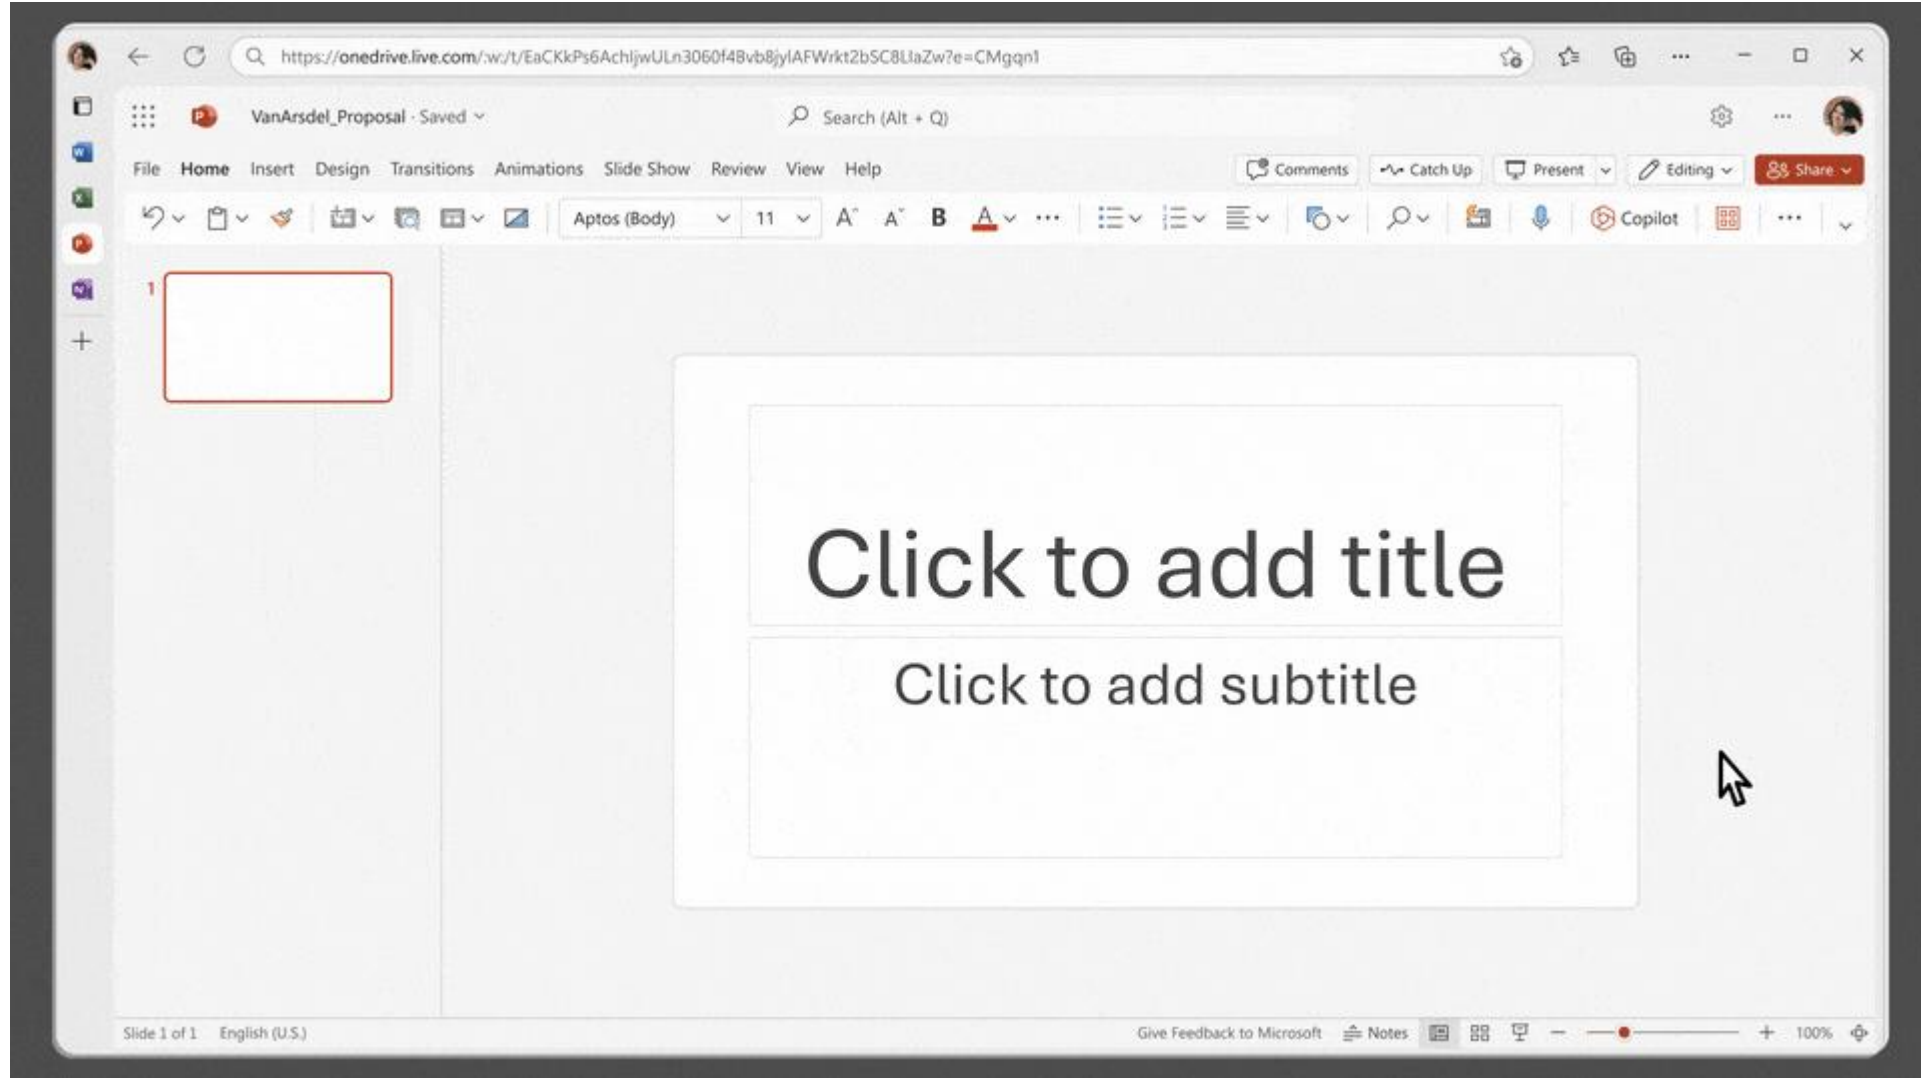 https://onedrive.live.com/:w:/t/EaCKkPs6AchIjwULn3060f4Bvb8jylAFWrkt2bSC8LlaZw?e=CMgqn1
VanArsdel_Proposal · Saved
Search (Alt + Q)
File Home Insert Design Transitions Animations Slide Show Review View Help
Comments Catch Up Present Editing Share
Aptos (Body) 11 A A B A Copilot
1
Click to add title
Click to add subtitle
Slide 1 of 1 English (U.S.) Give Feedback to Microsoft Notes 100%